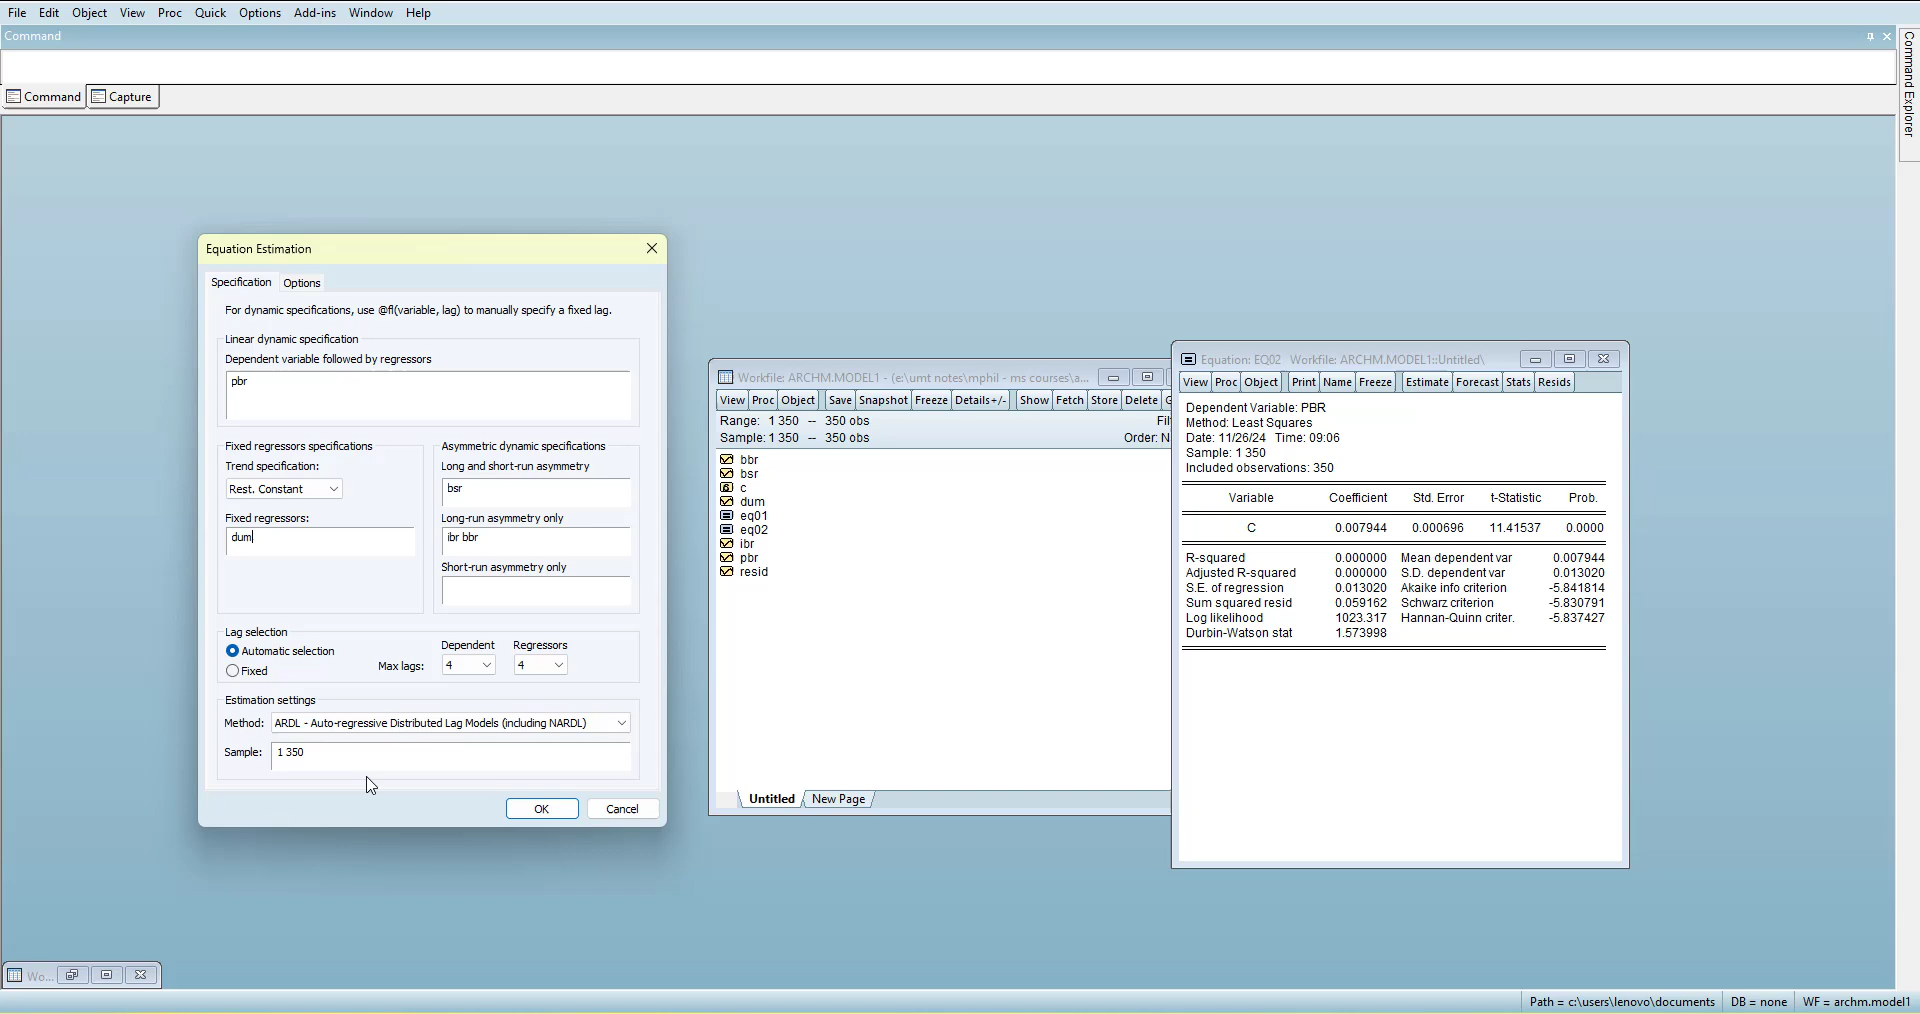 File Edit Object View Proc Quick Options Add-ins Window Help
Command
Command Capture
Command Explorer
Equation Estimation
Specification Options
For dynamic specifications, use @fl(variable, lag) to manually specify a fixed lag.
Linear dynamic specification
Dependent variable followed by regressors
pbr
Fixed regressors specifications
Trend specification:
Rest. Constant
Fixed regressors:
dum
Asymmetric dynamic specifications
Long and short-run asymmetry
bsr
Long-run asymmetry only
ibr bbr
Short-run asymmetry only
Lag selection
Automatic selection
Fixed
Max lags:
Dependent Regressors
4 4
Estimation settings
Method: ARDL - Auto-regressive Distributed Lag Models (including NARDL)
Sample: 1 350
OK Cancel
Workfile: ARCHM.MODEL1 - (e:\umt notes\mphil - ms courses\a...
View Proc Object Save Snapshot Freeze Details+/- Show Fetch Store Delete G
Range: 1 350 -- 350 obs Fil
Sample: 1 350 -- 350 obs Order: N
bbr
bsr
c
dum
eq01
eq02
ibr
pbr
resid
Untitled New Page
Equation: EQ02 Workfile: ARCHM.MODEL1::Untitled\
View Proc Object Print Name Freeze Estimate Forecast Stats Resids
Dependent Variable: PBR
Method: Least Squares
Date: 11/26/24 Time: 09:06
Sample: 1 350
Included observations: 350
Variable Coefficient Std. Error t-Statistic Prob.
C 0.007944 0.000696 11.41537 0.0000
R-squared 0.000000 Mean dependent var 0.007944
Adjusted R-squared 0.000000 S.D. dependent var 0.013020
S.E. of regression 0.013020 Akaike info criterion -5.841814
Sum squared resid 0.059162 Schwarz criterion -5.830791
Log likelihood 1023.317 Hannan-Quinn criter. -5.837427
Durbin-Watson stat 1.573998
Wo...
Path = c:\users\lenovo\documents DB = none WF = archm.model1